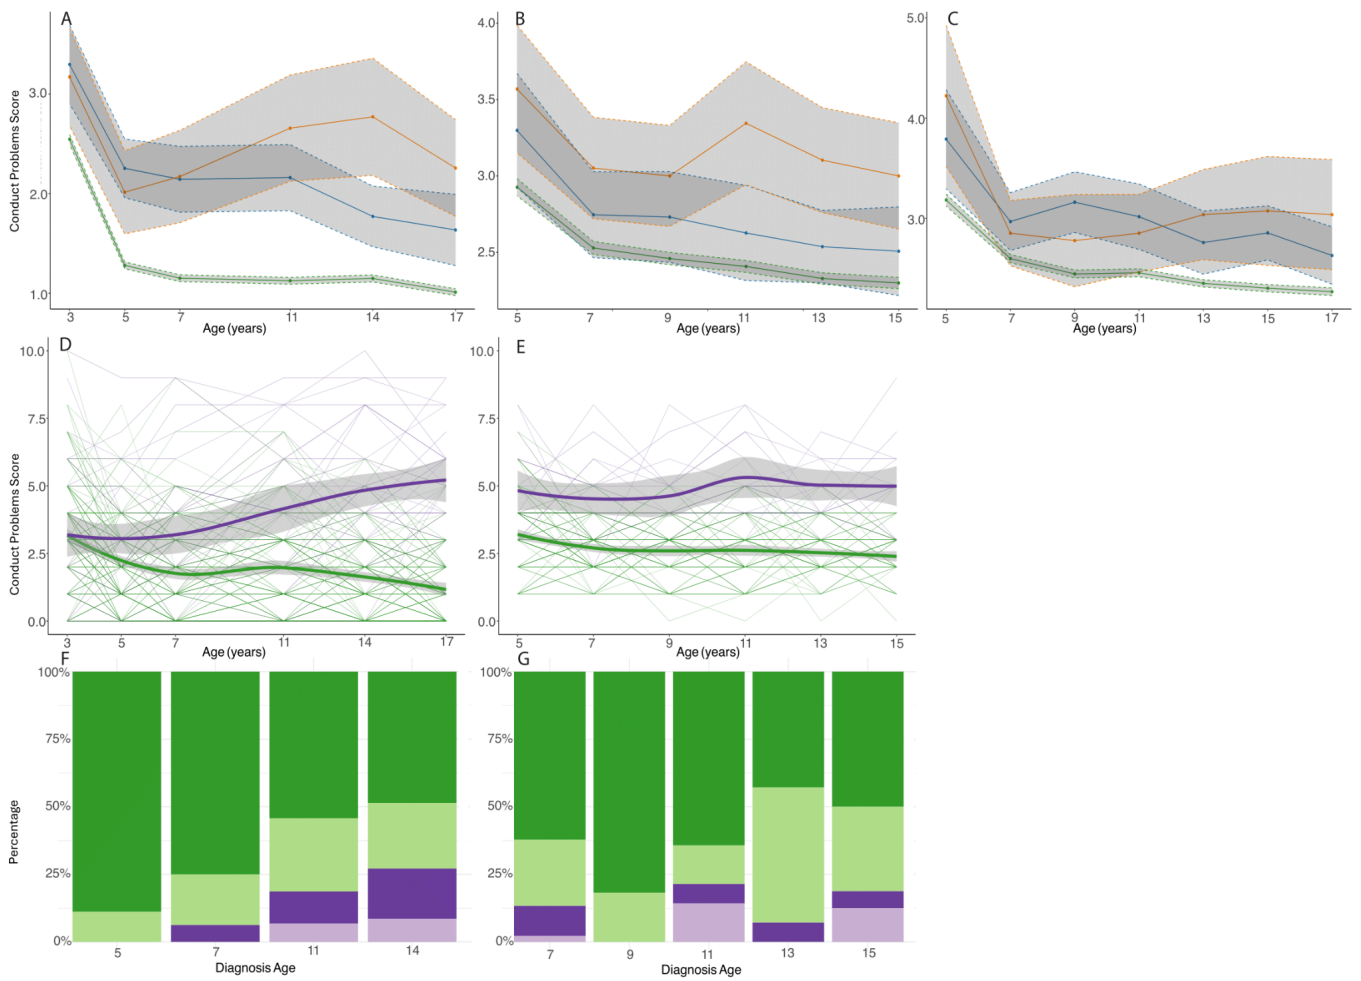 A
Conduct Problems Score
3.0
2.0
1.0
3 5 7 11 14 17
Age (years)
B
4.0
3.5
3.0
2.5
5 7 9 11 13 15
Age (years)
C
5.0
4.0
3.0
5 7 9 11 13 15 17
Age (years)
D
Conduct Problems Score
10.0
7.5
5.0
2.5
0.0
3 5 7 11 14 17
Age (years)
E
10.0
7.5
5.0
2.5
0.0
5 7 9 11 13 15
Age (years)
F
Percentage
100%
75%
50%
25%
0%
5 7 11 14
Diagnosis Age
G
100%
75%
50%
25%
0%
7 9 11 13 15
Diagnosis Age